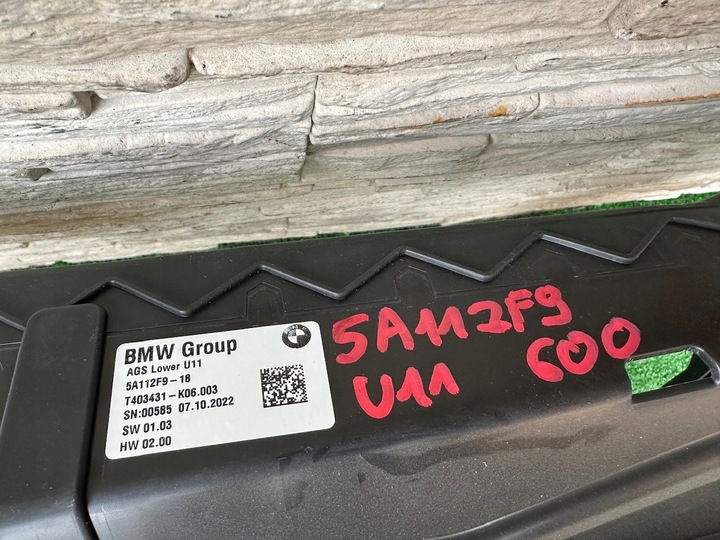 BMW Group
AGS Lower U11
5A112F9-18
T403431-K06.003
SN:00585 07.10.2022
SW 01.03
HW 02.00
5A112F9
U11 600